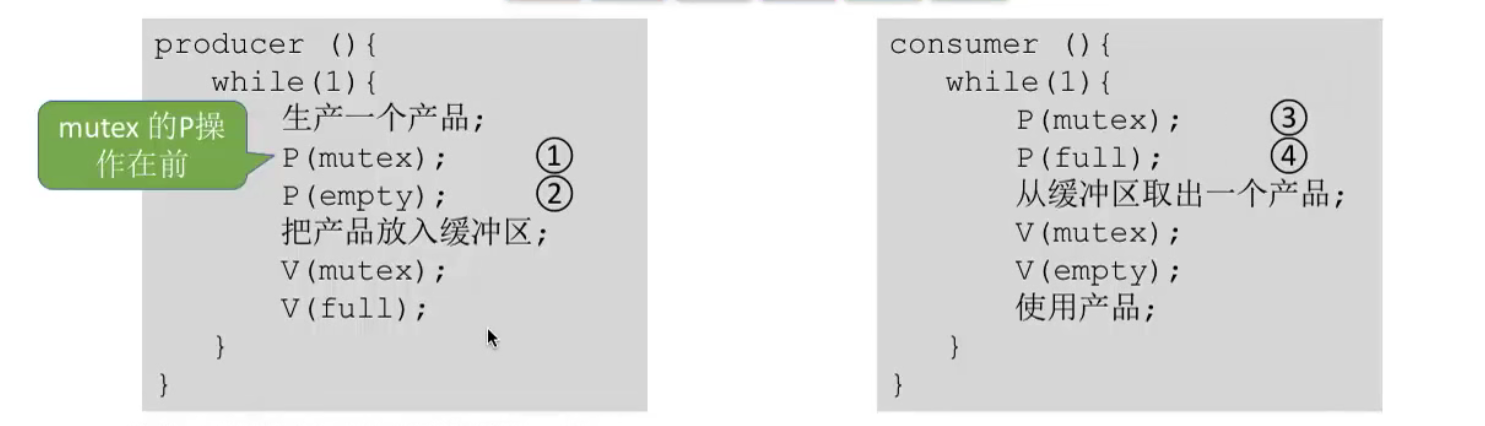 producer (){
while(1){
生产一个产品;
mutex 的P操
作在前
P(mutex); ①
P(empty); ②
把产品放入缓冲区;
V(mutex);
V(full);
}
}
consumer (){
while(1){
P(mutex); ③
P(full); ④
从缓冲区取出一个产品;
V(mutex);
V(empty);
使用产品;
}
}